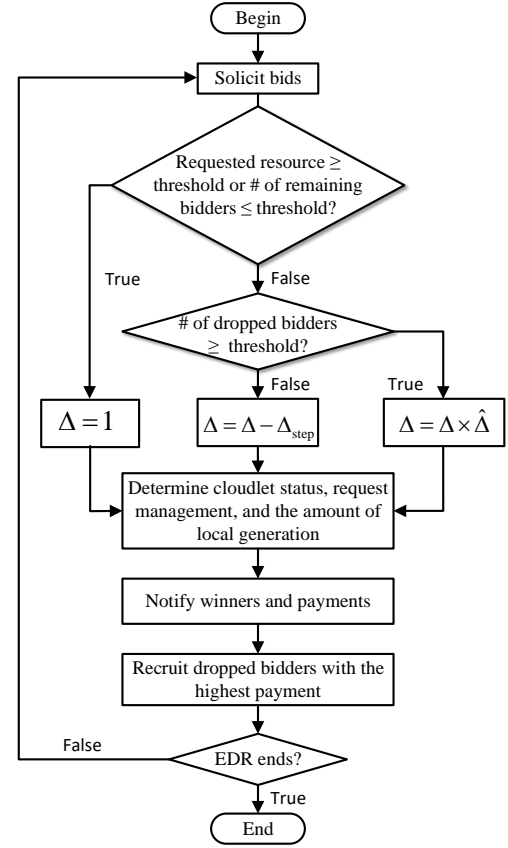 Begin
Solicit bids
Requested resource ≥
threshold or # of remaining
bidders ≤ threshold?
True
False
# of dropped bidders
≥ threshold?
False
True
Δ = 1
Δ = Δ − Δ_step
Δ = Δ × Δ̂
Determine cloudlet status, request
management, and the amount of
local generation
Notify winners and payments
Recruit dropped bidders with the
highest payment
False
EDR ends?
True
End